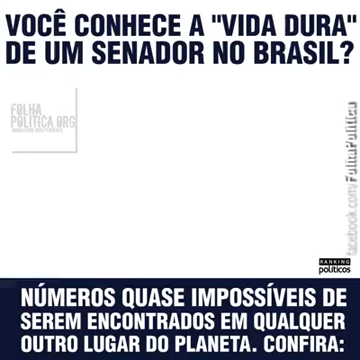 VOCÊ CONHECE A "VIDA DURA"
DE UM SENADOR NO BRASIL?
FOLHA
POLITICA.ORG
facebook.com/FolhaPolitica
RANKING
políticos
NÚMEROS QUASE IMPOSSÍVEIS DE
SEREM ENCONTRADOS EM QUALQUER
OUTRO LUGAR DO PLANETA. CONFIRA: